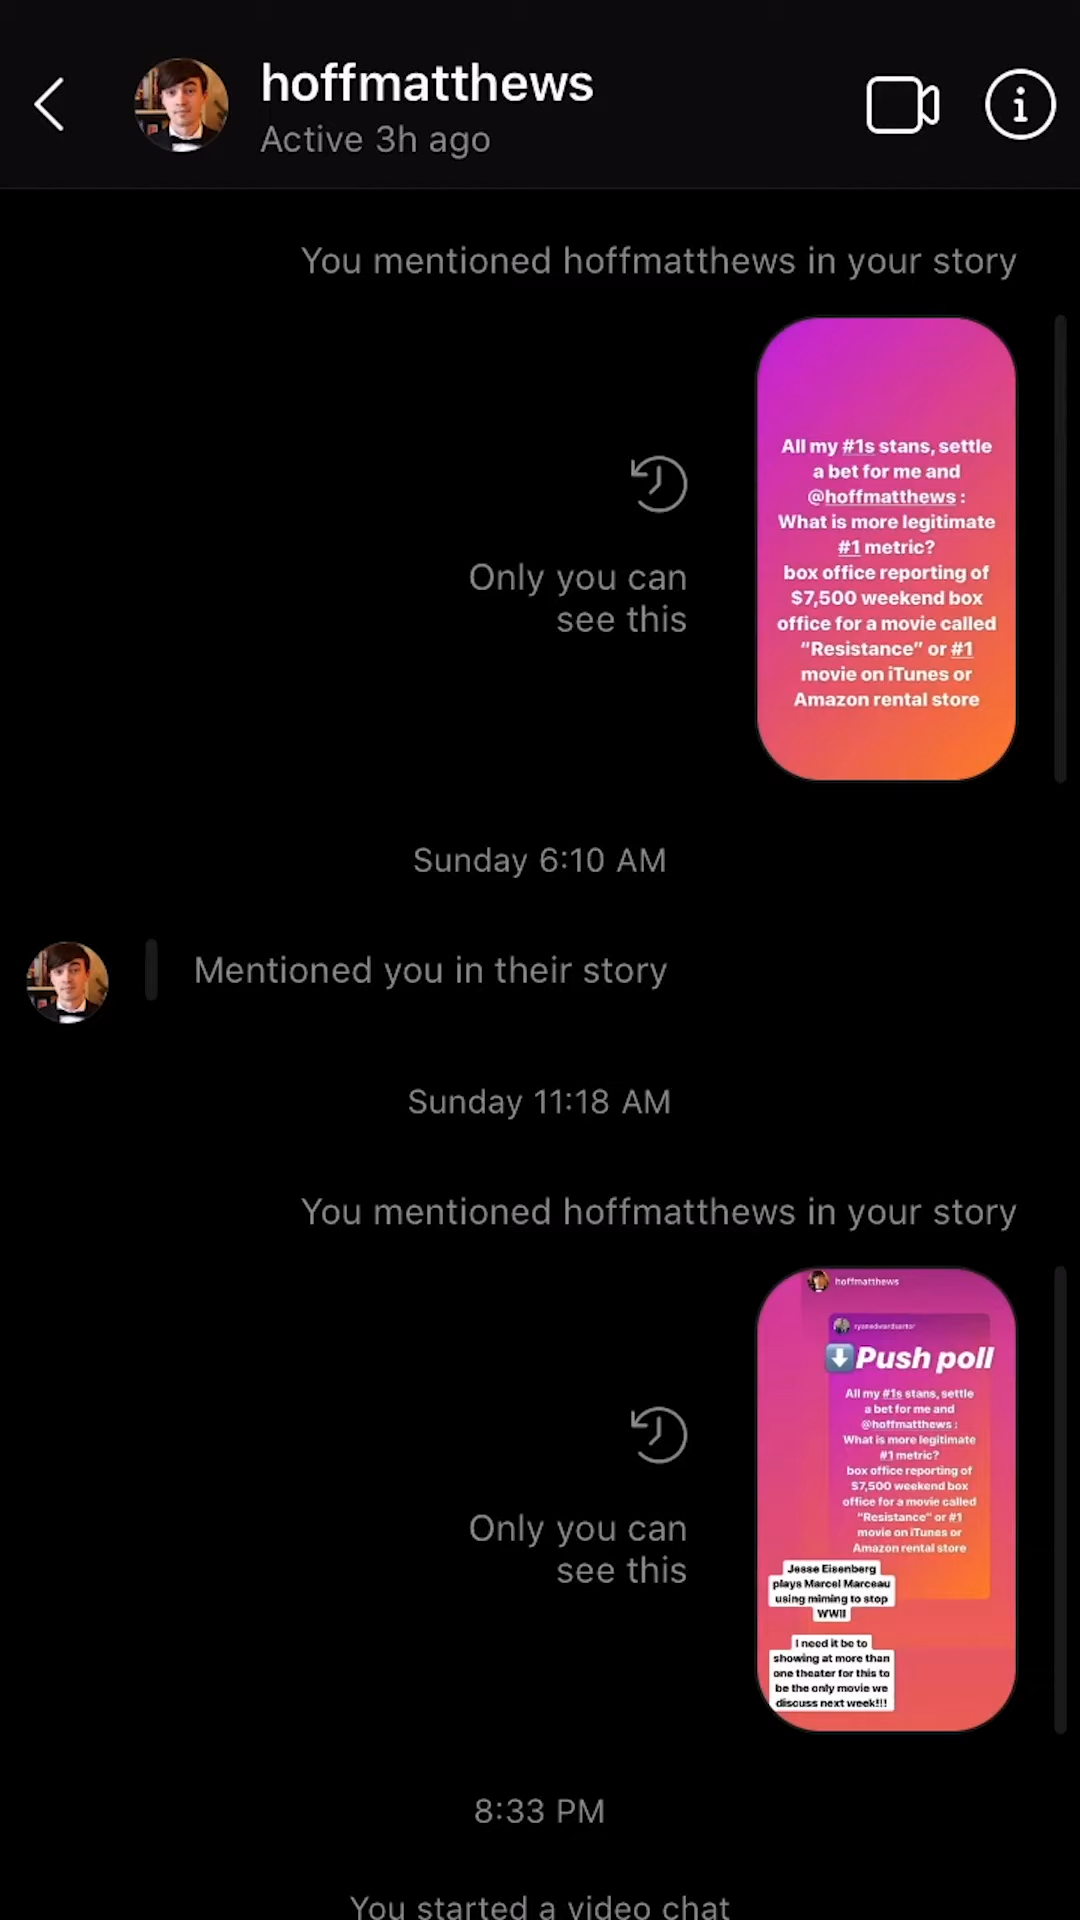 hoffmatthews
Active 3h ago
You mentioned hoffmatthews in your story
All my #1s stans, settle
a bet for me and
@hoffmatthews :
What is more legitimate
#1 metric?
box office reporting of
$7,500 weekend box
office for a movie called
“Resistance” or #1
movie on iTunes or
Amazon rental store
Only you can
see this
Sunday 6:10 AM
Mentioned you in their story
Sunday 11:18 AM
You mentioned hoffmatthews in your story
hoffmatthews
ryanedwardsartor
⬇️Push poll
All my #1s stans, settle
a bet for me and
@hoffmatthews :
What is more legitimate
#1 metric?
box office reporting of
$7,500 weekend box
office for a movie called
"Resistance" or #1
movie on iTunes or
Amazon rental store
Jesse Eisenberg
plays Marcel Marceau
using miming to stop
WWII
I need it be to
showing at more than
one theater for this to
be the only movie we
discuss next week!!!
Only you can
see this
8:33 PM
You started a video chat